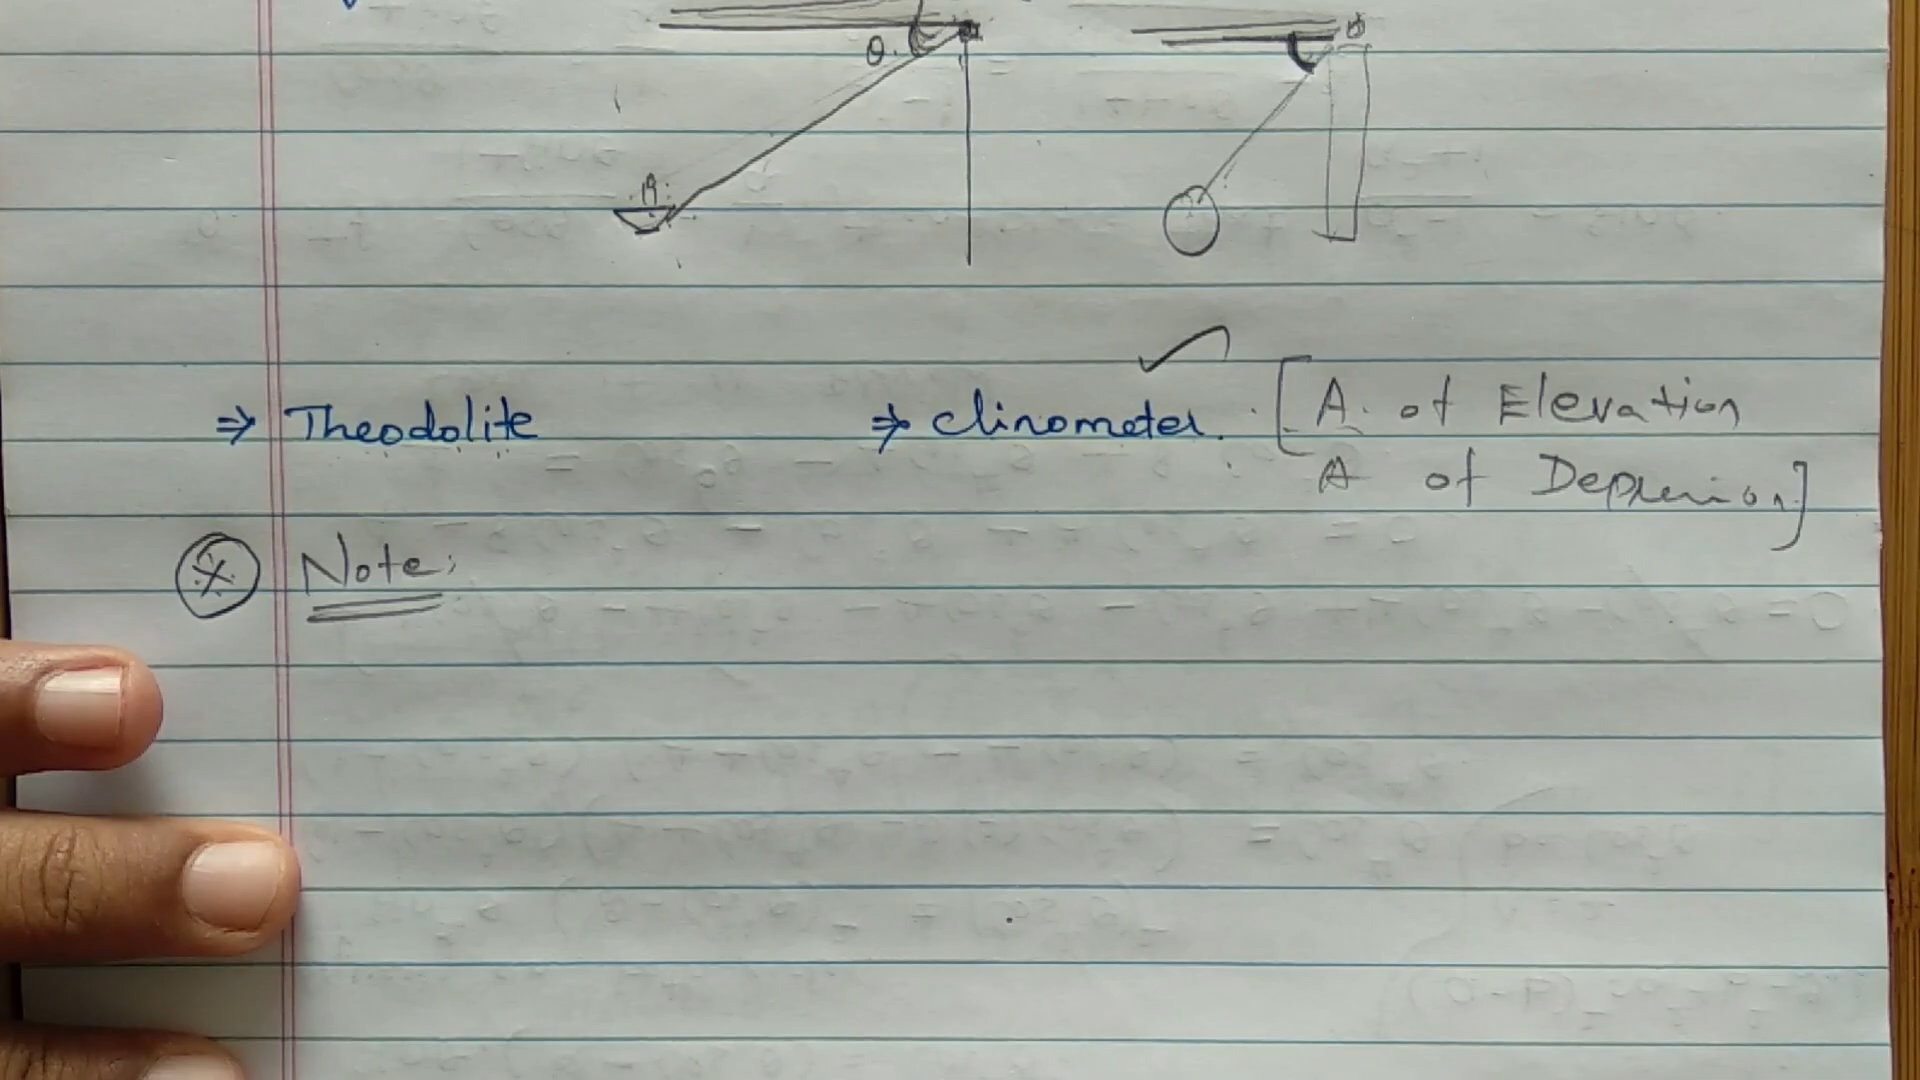 θ.
⇒ Theodolite ⇒ clinometer. [A. of Elevation
A of Depression]
* Note: